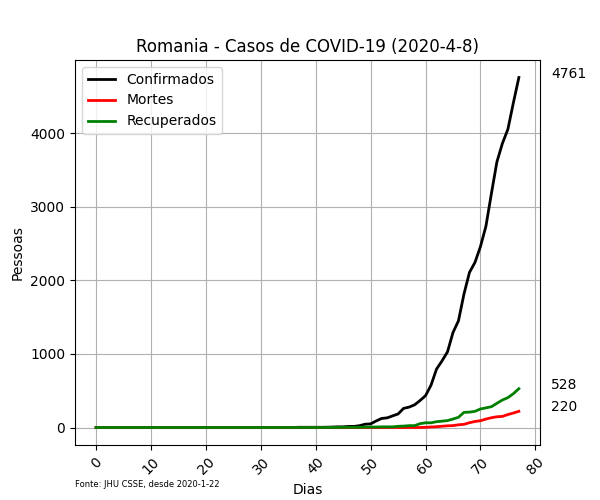 Romania - Casos de COVID-19 (2020-4-8)
Confirmados
Mortes
Recuperados
4761
528
220
Pessoas
4000
3000
2000
1000
0
0 10 20 30 40 50 60 70 80
Dias
Fonte: JHU CSSE, desde 2020-1-22